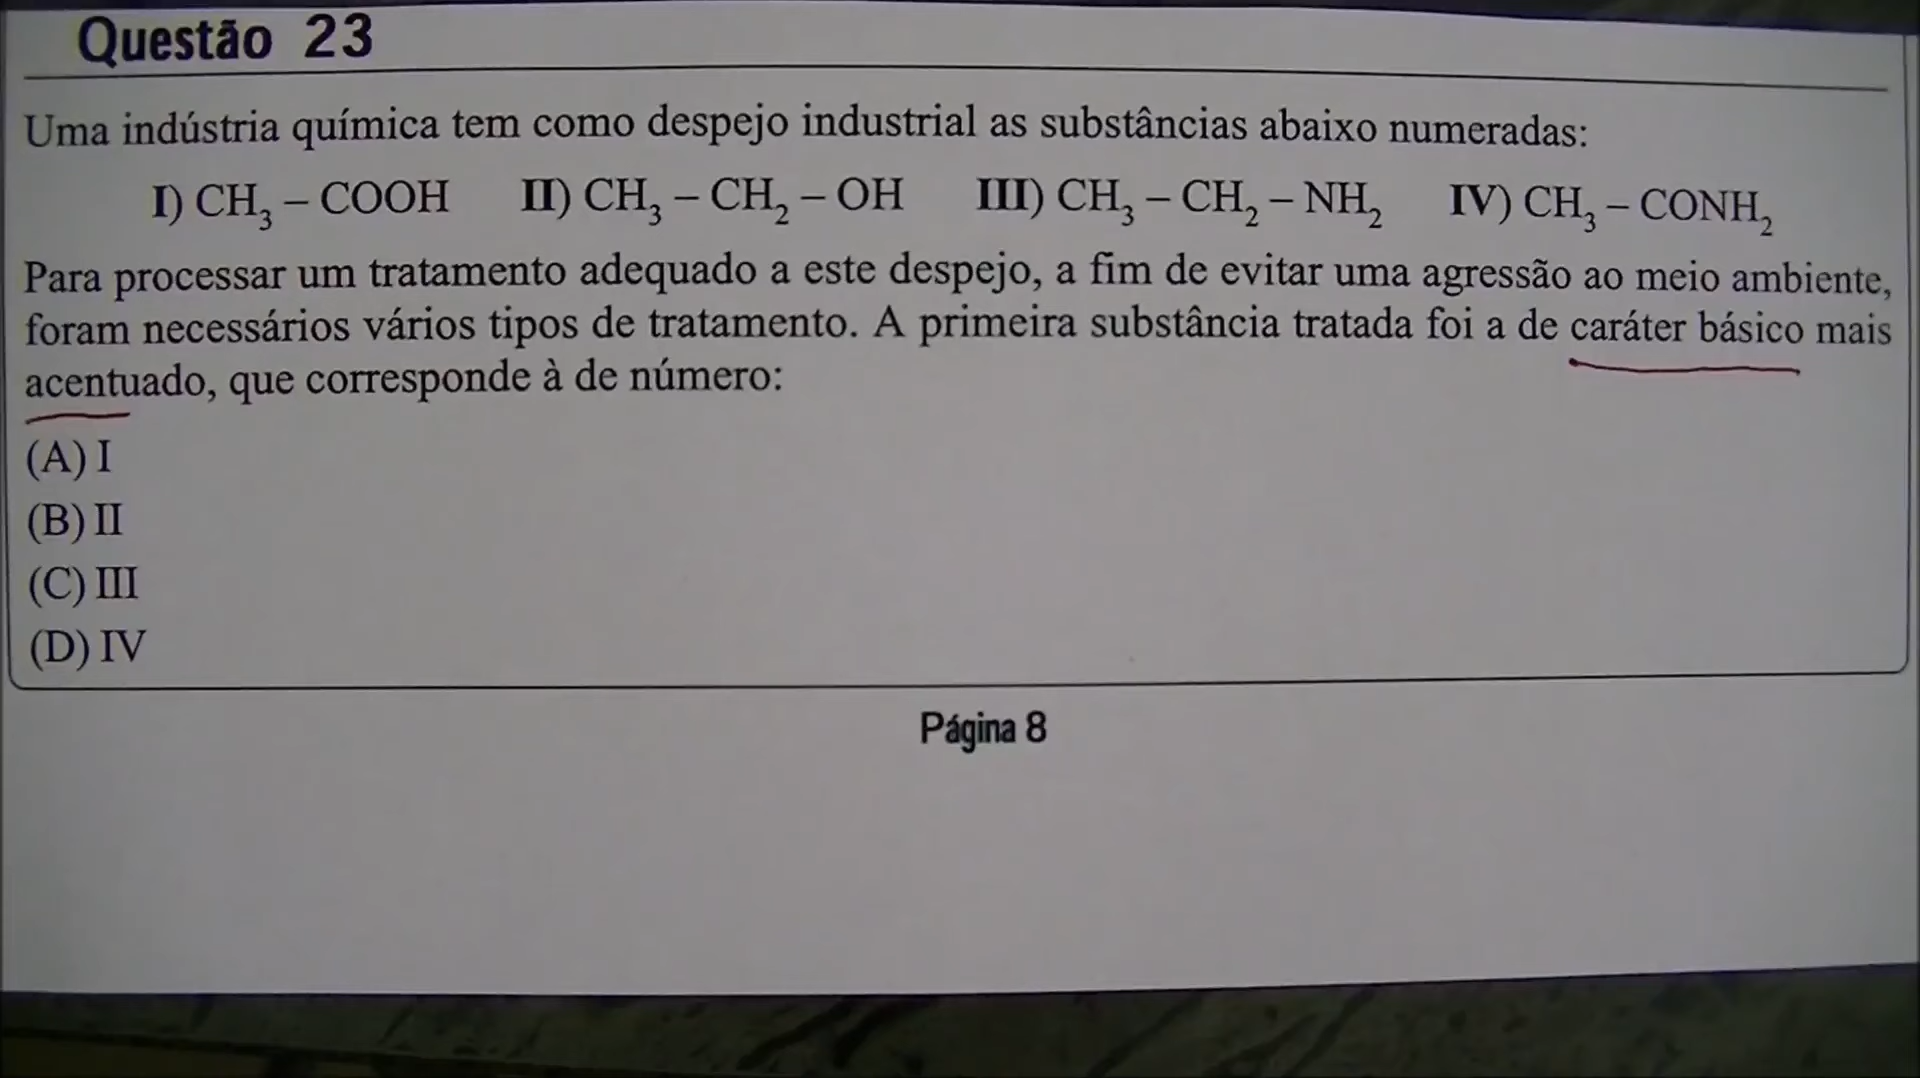 Questão 23
Uma indústria química tem como despejo industrial as substâncias abaixo numeradas:
I) CH₃ – COOH II) CH₃ – CH₂ – OH III) CH₃ – CH₂ – NH₂ IV) CH₃ – CONH₂
Para processar um tratamento adequado a este despejo, a fim de evitar uma agressão ao meio ambiente,
foram necessários vários tipos de tratamento. A primeira substância tratada foi a de caráter básico mais
acentuado, que corresponde à de número:
(A) I
(B) II
(C) III
(D) IV
Página 8